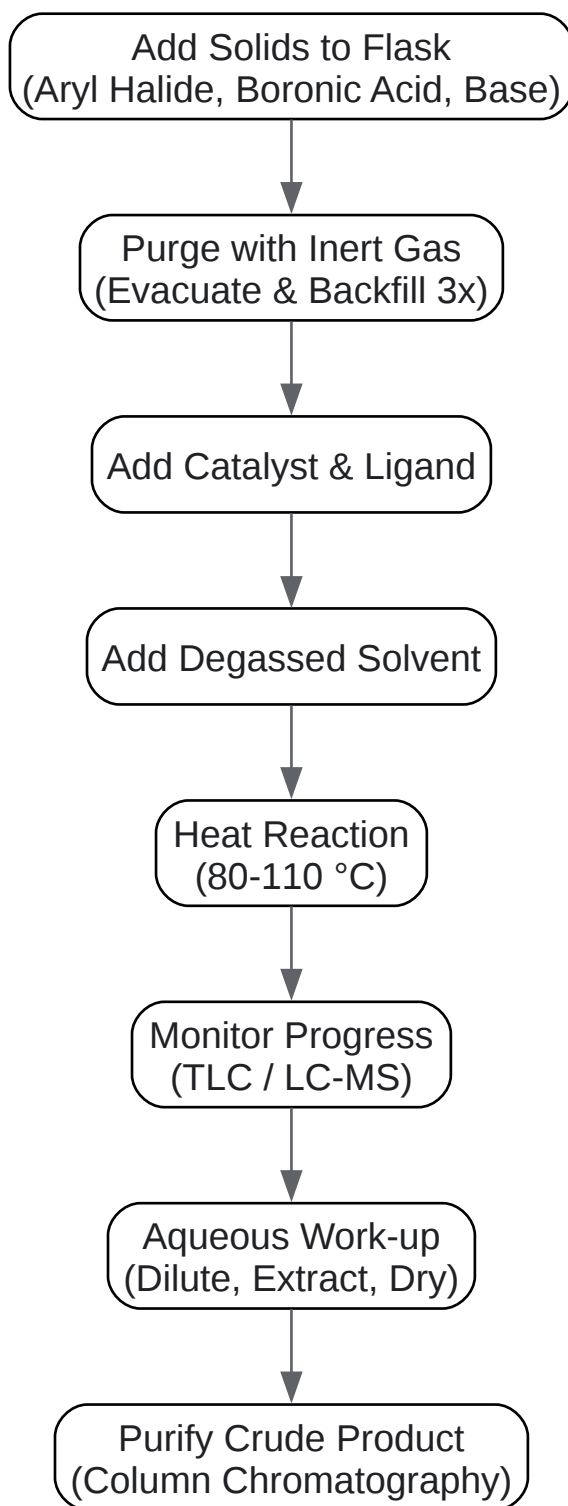 Add Solids to Flask
(Aryl Halide, Boronic Acid, Base)
Purge with Inert Gas
(Evacuate & Backfill 3x)
Add Catalyst & Ligand
Add Degassed Solvent
Heat Reaction
(80-110 °C)
Monitor Progress
(TLC / LC-MS)
Aqueous Work-up
(Dilute, Extract, Dry)
Purify Crude Product
(Column Chromatography)